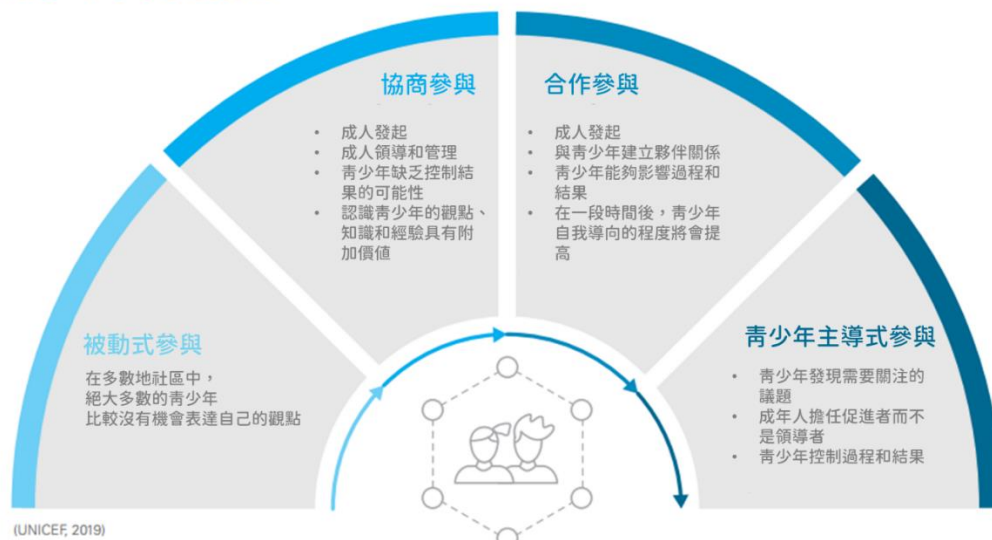 被動式參與
在多數地社區中，
絕大多數的青少年
比較沒有機會表達自己的觀點
協商參與
• 成人發起
• 成人領導和管理
• 青少年缺乏控制結
果的可能性
• 認識青少年的觀點、
知識和經驗具有附
加價值
合作參與
• 成人發起
• 與青少年建立夥伴關係
• 青少年能夠影響過程和
結果
• 在一段時間後，青少年
自我導向的程度將會提
高
青少年主導式參與
• 青少年發現需要關注的
議題
• 成年人擔任促進者而不
是領導者
• 青少年控制過程和結果
(UNICEF, 2019)